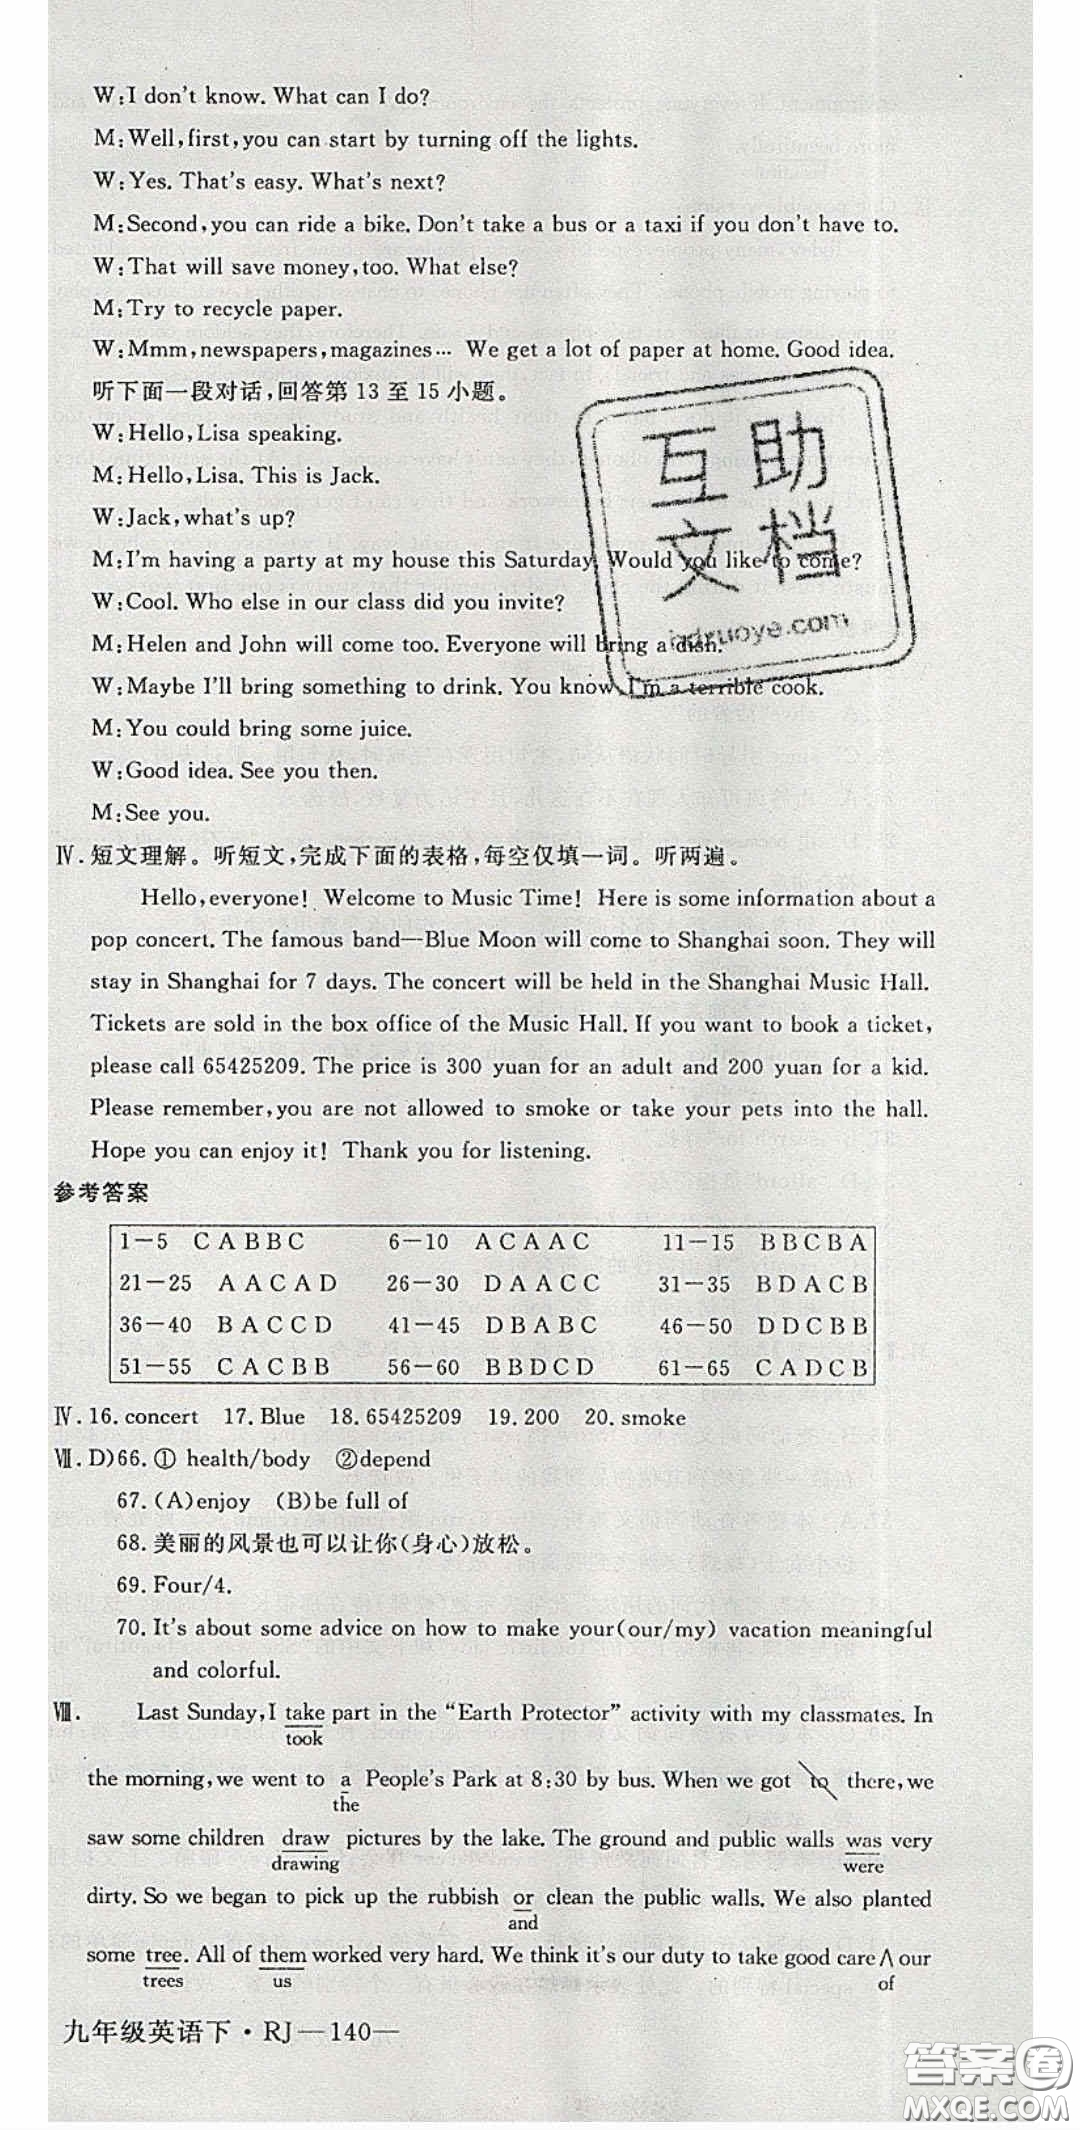 W:I don't know. What can I do?
M:Well,first,you can start by turning off the lights.
W:Yes. That's easy. What's next?
M:Second,you can ride a bike. Don't take a bus or a taxi if you don't have to.
W:That will save money,too. What else?
M:Try to recycle paper.
W:Mmm,newspapers,magazines… We get a lot of paper at home. Good idea.
听下面一段对话,回答第 13 至 15 小题。
W:Hello,Lisa speaking.
M:Hello,Lisa. This is Jack.
W:Jack,what's up?
M:I'm having a party at my house this Saturday. Would you like to come?
W:Cool. Who else in our class did you invite?
M:Helen and John will come too. Everyone will bring a dish.
W:Maybe I'll bring something to drink. You know, I'm a terrible cook.
M:You could bring some juice.
W:Good idea. See you then.
M:See you.
互助
文档
hdzuoye.com
Ⅳ. 短文理解。听短文,完成下面的表格,每空仅填一词。听两遍。
Hello,everyone! Welcome to Music Time! Here is some information about a
pop concert. The famous band—Blue Moon will come to Shanghai soon. They will
stay in Shanghai for 7 days. The concert will be held in the Shanghai Music Hall.
Tickets are sold in the box office of the Music Hall. If you want to book a ticket,
please call 65425209. The price is 300 yuan for an adult and 200 yuan for a kid.
Please remember,you are not allowed to smoke or take your pets into the hall.
Hope you can enjoy it! Thank you for listening.
参考答案
1—5 C A B B C 6—10 A C A A C 11—15 B B C B A
21—25 A A C A D 26—30 D A A C C 31—35 B D A C B
36—40 B A C C D 41—45 D B A B C 46—50 D D C B B
51—55 C A C B B 56—60 B B D C D 61—65 C A D C B
Ⅳ. 16. concert 17. Blue 18. 65425209 19. 200 20. smoke
Ⅶ. D)66. ① health/body ②depend
67. (A)enjoy (B)be full of
68. 美丽的风景也可以让你(身心)放松。
69. Four/4.
70. It's about some advice on how to make your(our/my) vacation meaningful
and colorful.
Ⅷ. Last Sunday,I take part in the “Earth Protector” activity with my classmates. In
took
the morning,we went to a People's Park at 8:30 by bus. When we got to there,we
the
saw some children draw pictures by the lake. The ground and public walls was very
drawing were
dirty. So we began to pick up the rubbish or clean the public walls. We also planted
and
some tree. All of them worked very hard. We think it's our duty to take good care∧our
trees us of
九年级英语下·RJ—140—
答案圈
MXQE.COM